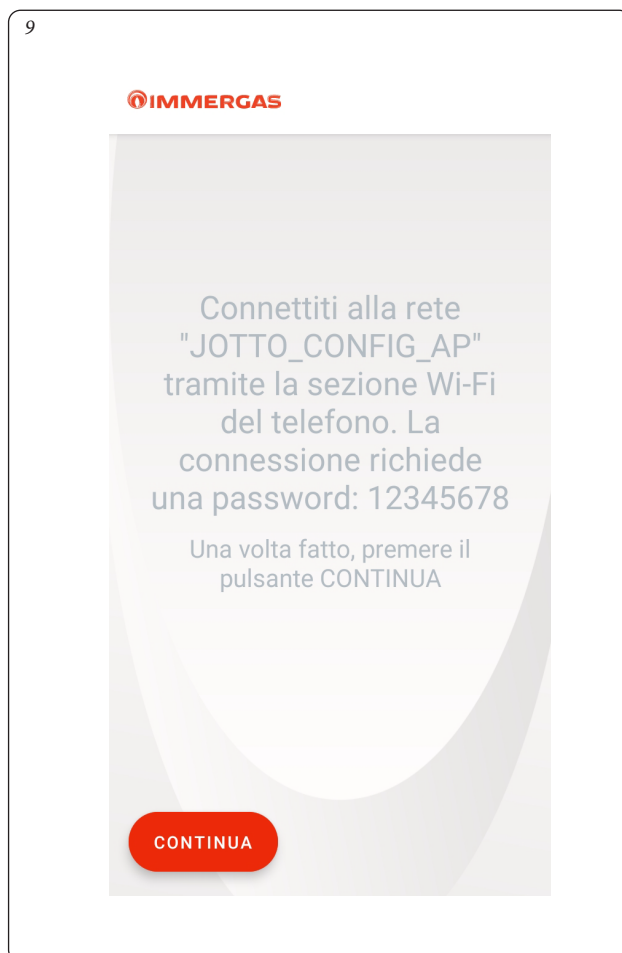 9
IMMERGAS
Connettiti alla rete
"JOTTO_CONFIG_AP"
tramite la sezione Wi-Fi
del telefono. La
connessione richiede
una password: 12345678
Una volta fatto, premere il
pulsante CONTINUA
CONTINUA